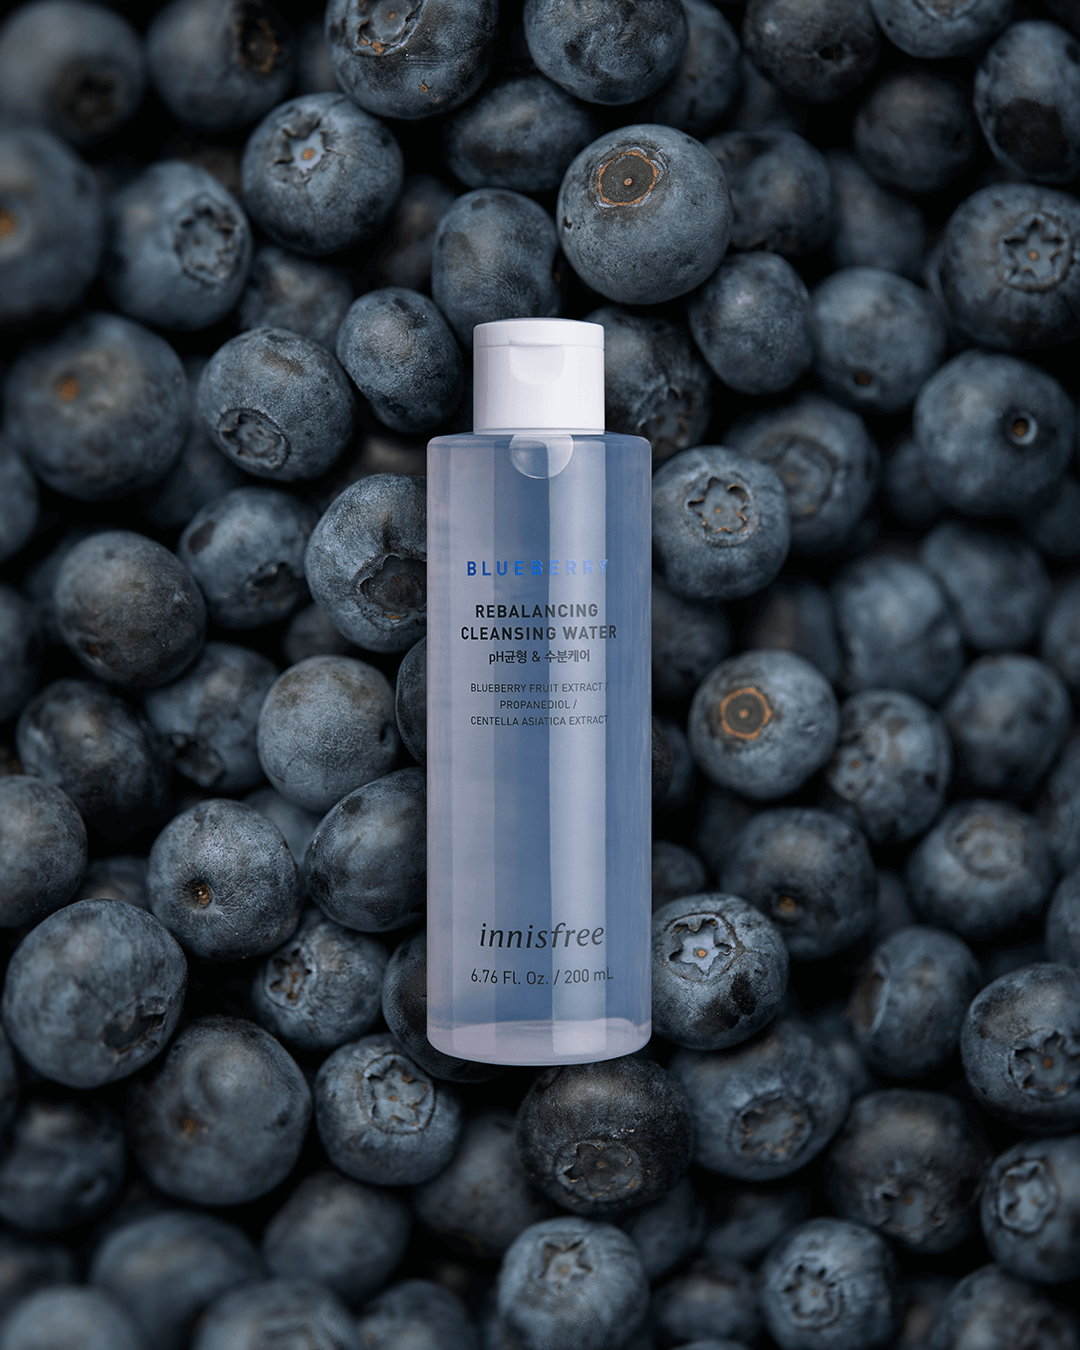 BLUEBERRY
REBALANCING
CLEANSING WATER
pH균형 & 수분케어
BLUEBERRY FRUIT EXTRACT /
PROPANEDIOL /
CENTELLA ASIATICA EXTRACT
innisfree
6.76 FL. Oz. / 200 mL